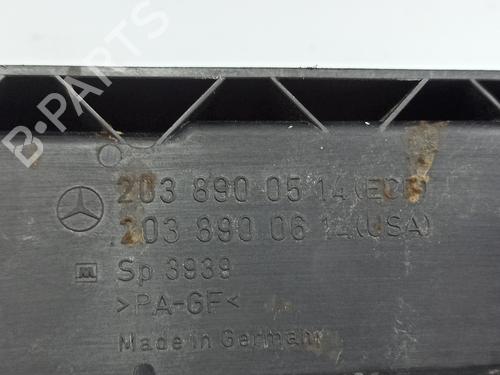 B-PARTS
203 890 05 14 (ECE)
203 890 06 14 (USA)
Sp 3939
>PA-GF<
Made in Germany